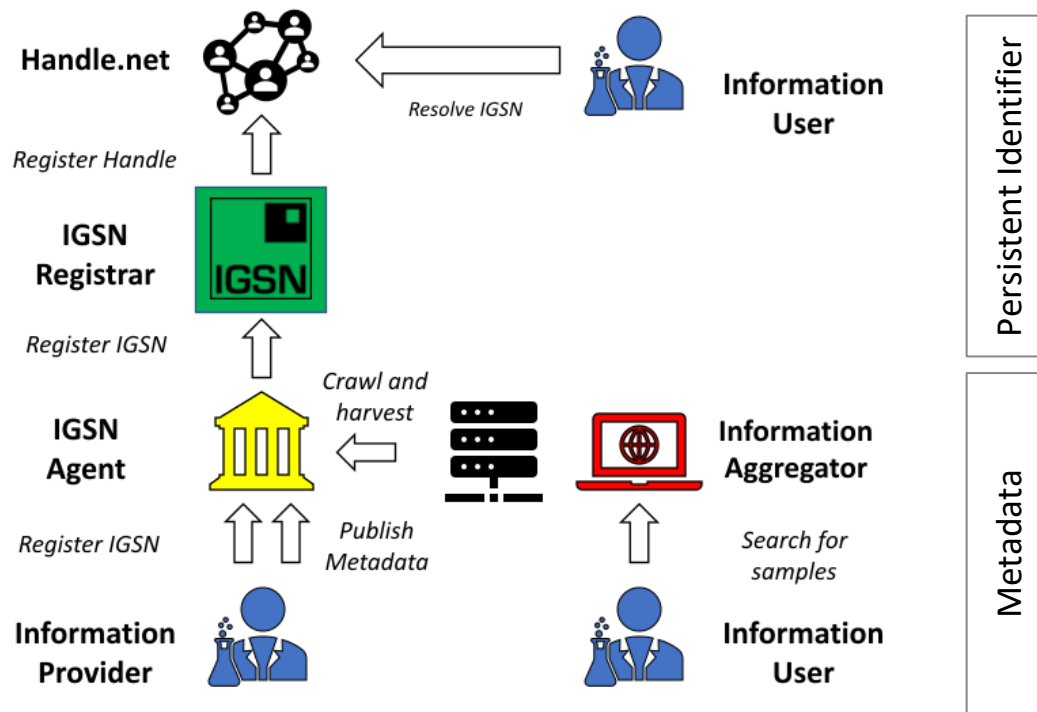 Handle.net
Resolve IGSN
Information
User
Register Handle
IGSN
Registrar
IGSN
Register IGSN
Persistent Identifier
IGSN
Agent
Crawl and
harvest
Information
Aggregator
Register IGSN
Publish
Metadata
Search for
samples
Information
Provider
Information
User
Metadata